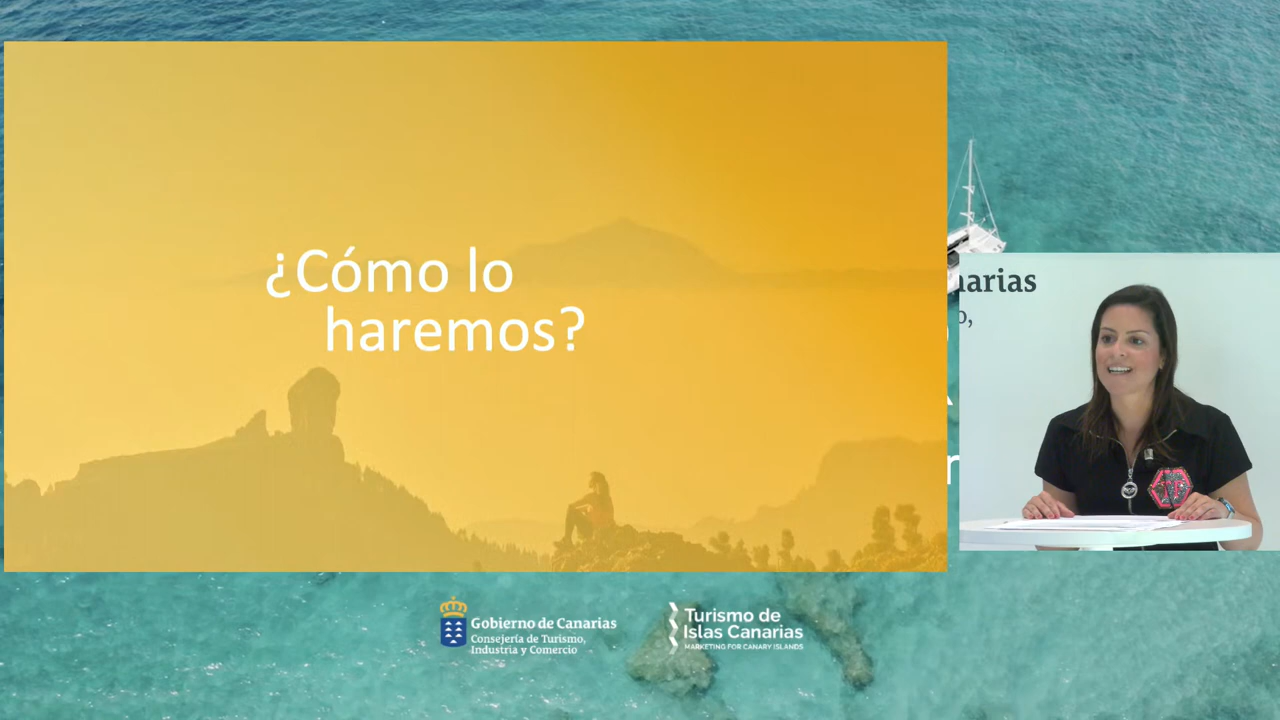 ¿Cómo lo
haremos?
Gobierno de Canarias
Consejería de Turismo,
Industria y Comercio
Turismo de
Islas Canarias
MARKETING FOR CANARY ISLANDS